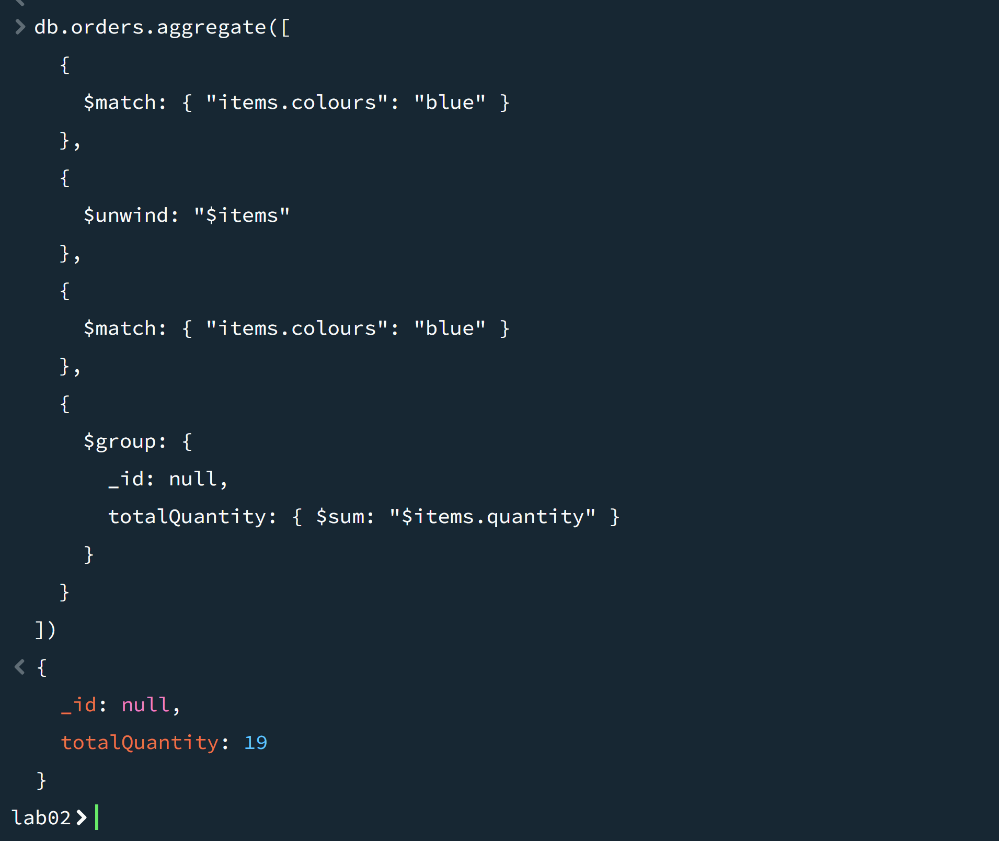 db.orders.aggregate([
{
$match: { "items.colours": "blue" }
},
{
$unwind: "$items"
},
{
$match: { "items.colours": "blue" }
},
{
$group: {
_id: null,
totalQuantity: { $sum: "$items.quantity" }
}
}
])
{
_id: null,
totalQuantity: 19
}
lab02>